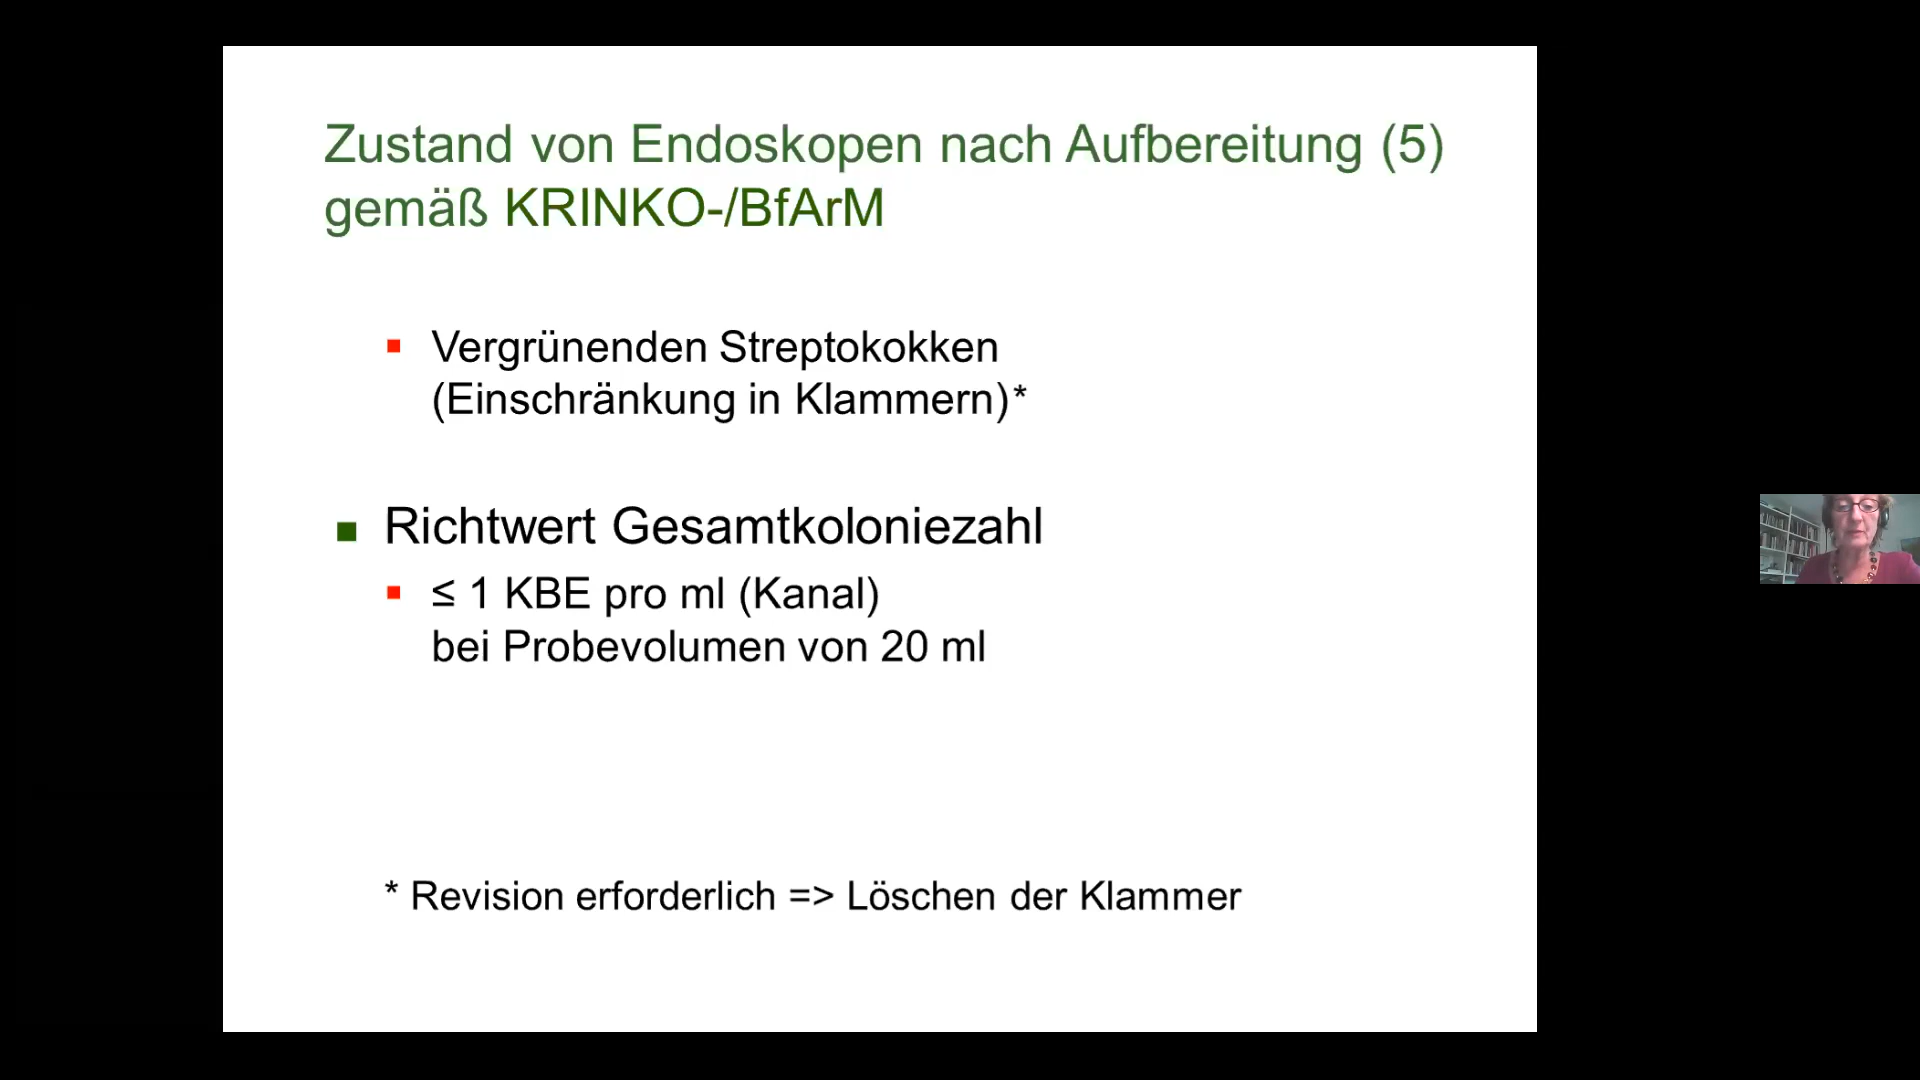 Zustand von Endoskopen nach Aufbereitung (5)
gemäß KRINKO-/BfArM
Vergrünenden Streptokokken
(Einschränkung in Klammern)*
Richtwert Gesamtkoloniezahl
≤ 1 KBE pro ml (Kanal)
bei Probevolumen von 20 ml
* Revision erforderlich => Löschen der Klammer